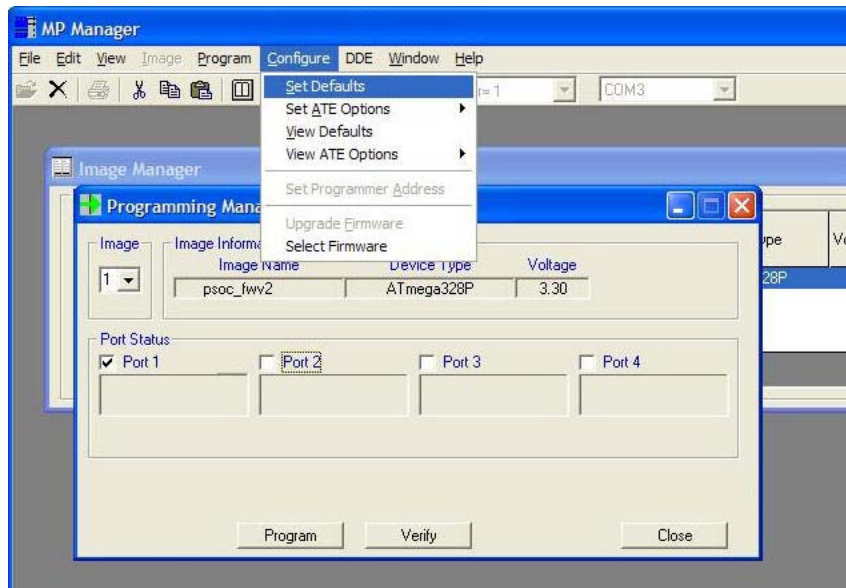 MP Manager
File Edit View Image Program Configure DDE Window Help
COM3
Set Defaults
Set ATE Options
View Defaults
View ATE Options
Set Programmer Address
Upgrade Firmware
Select Firmware
Image Manager
Programming Mana
Image
Image Informa
Image Name Device Type Voltage
1 psoc_fwv2 ATmega328P 3.30
28P
Port Status
Port 1 Port 2 Port 3 Port 4
Program Verify Close